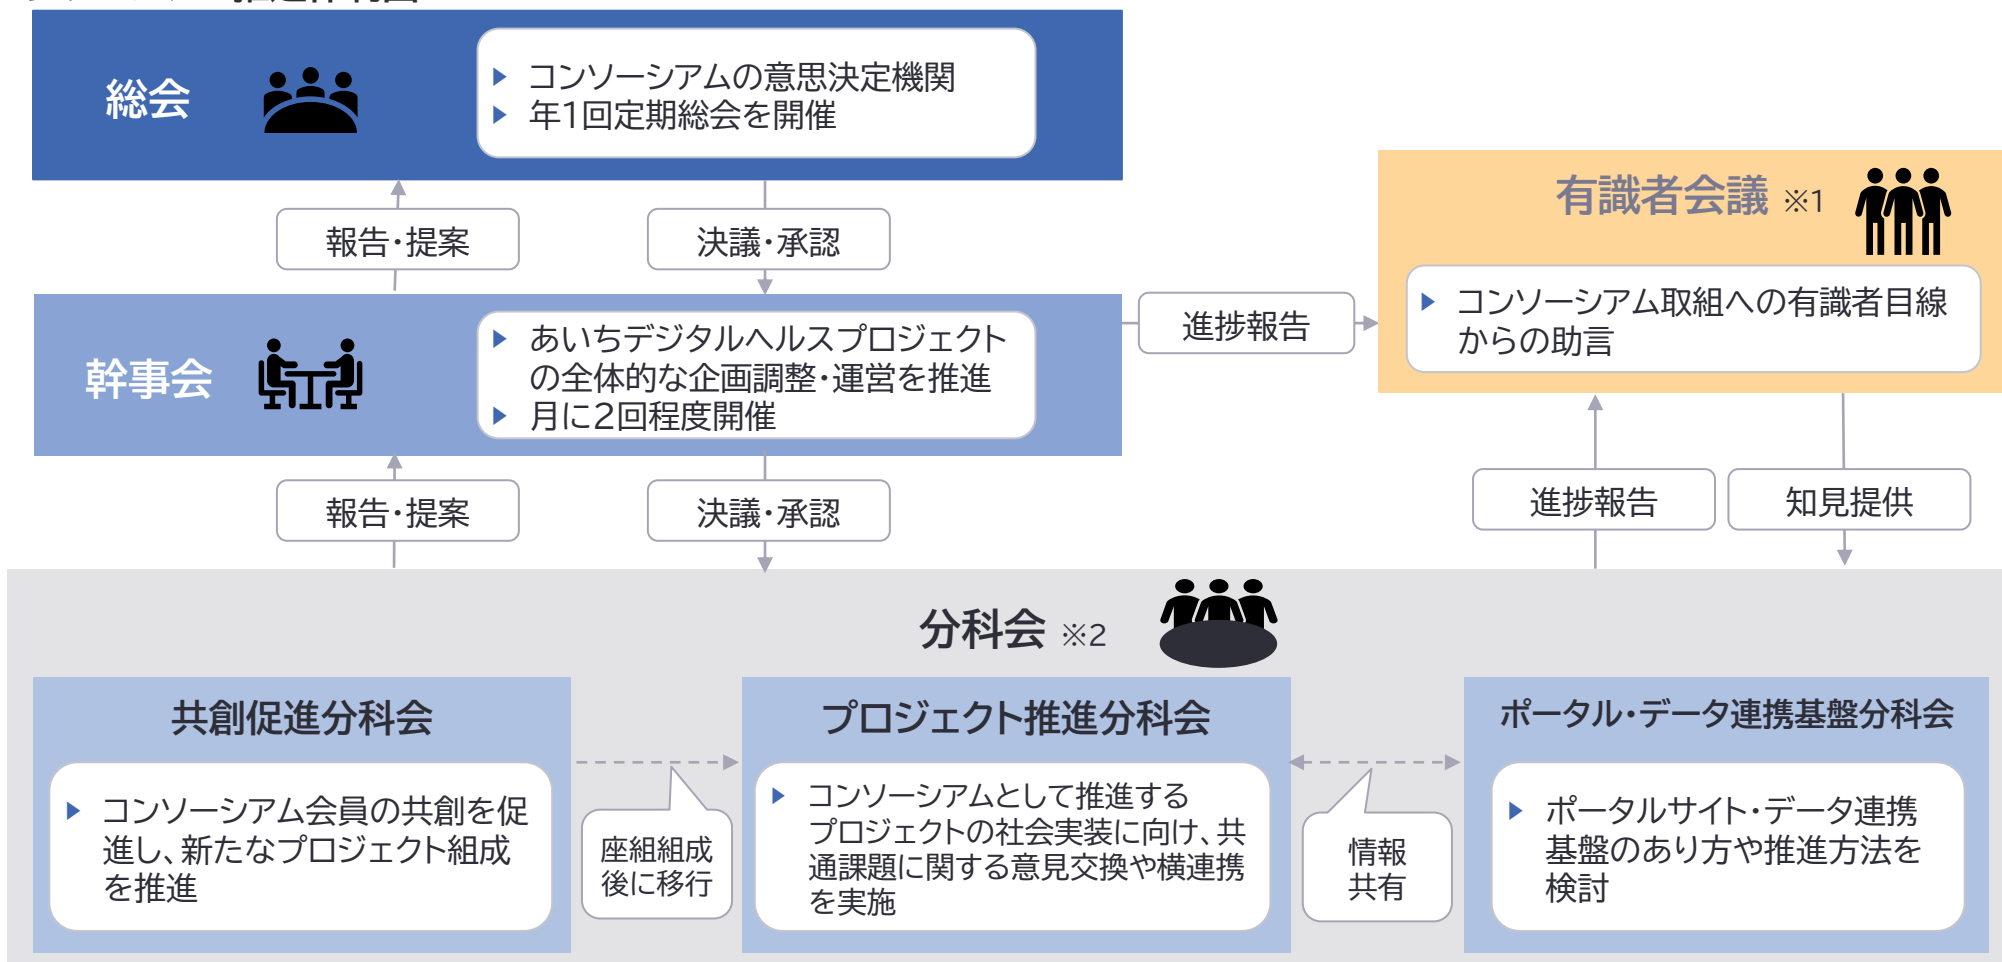 総会
コンソーシアムの意思決定機関
年1回定期総会を開催
報告・提案
決議・承認
幹事会
あいちデジタルヘルスプロジェクト
の全体的な企画調整・運営を推進
月に2回程度開催
進捗報告
有識者会議 ※1
コンソーシアム取組への有識者目線
からの助言
報告・提案
決議・承認
進捗報告
知見提供
分科会 ※2
共創促進分科会
コンソーシアム会員の共創を促
進し、新たなプロジェクト組成
を推進
座組組成
後に移行
プロジェクト推進分科会
コンソーシアムとして推進する
プロジェクトの社会実装に向け、共
通課題に関する意見交換や横連携
を実施
情報
共有
ポータル・データ連携基盤分科会
ポータルサイト・データ連携
基盤のあり方や推進方法を
検討